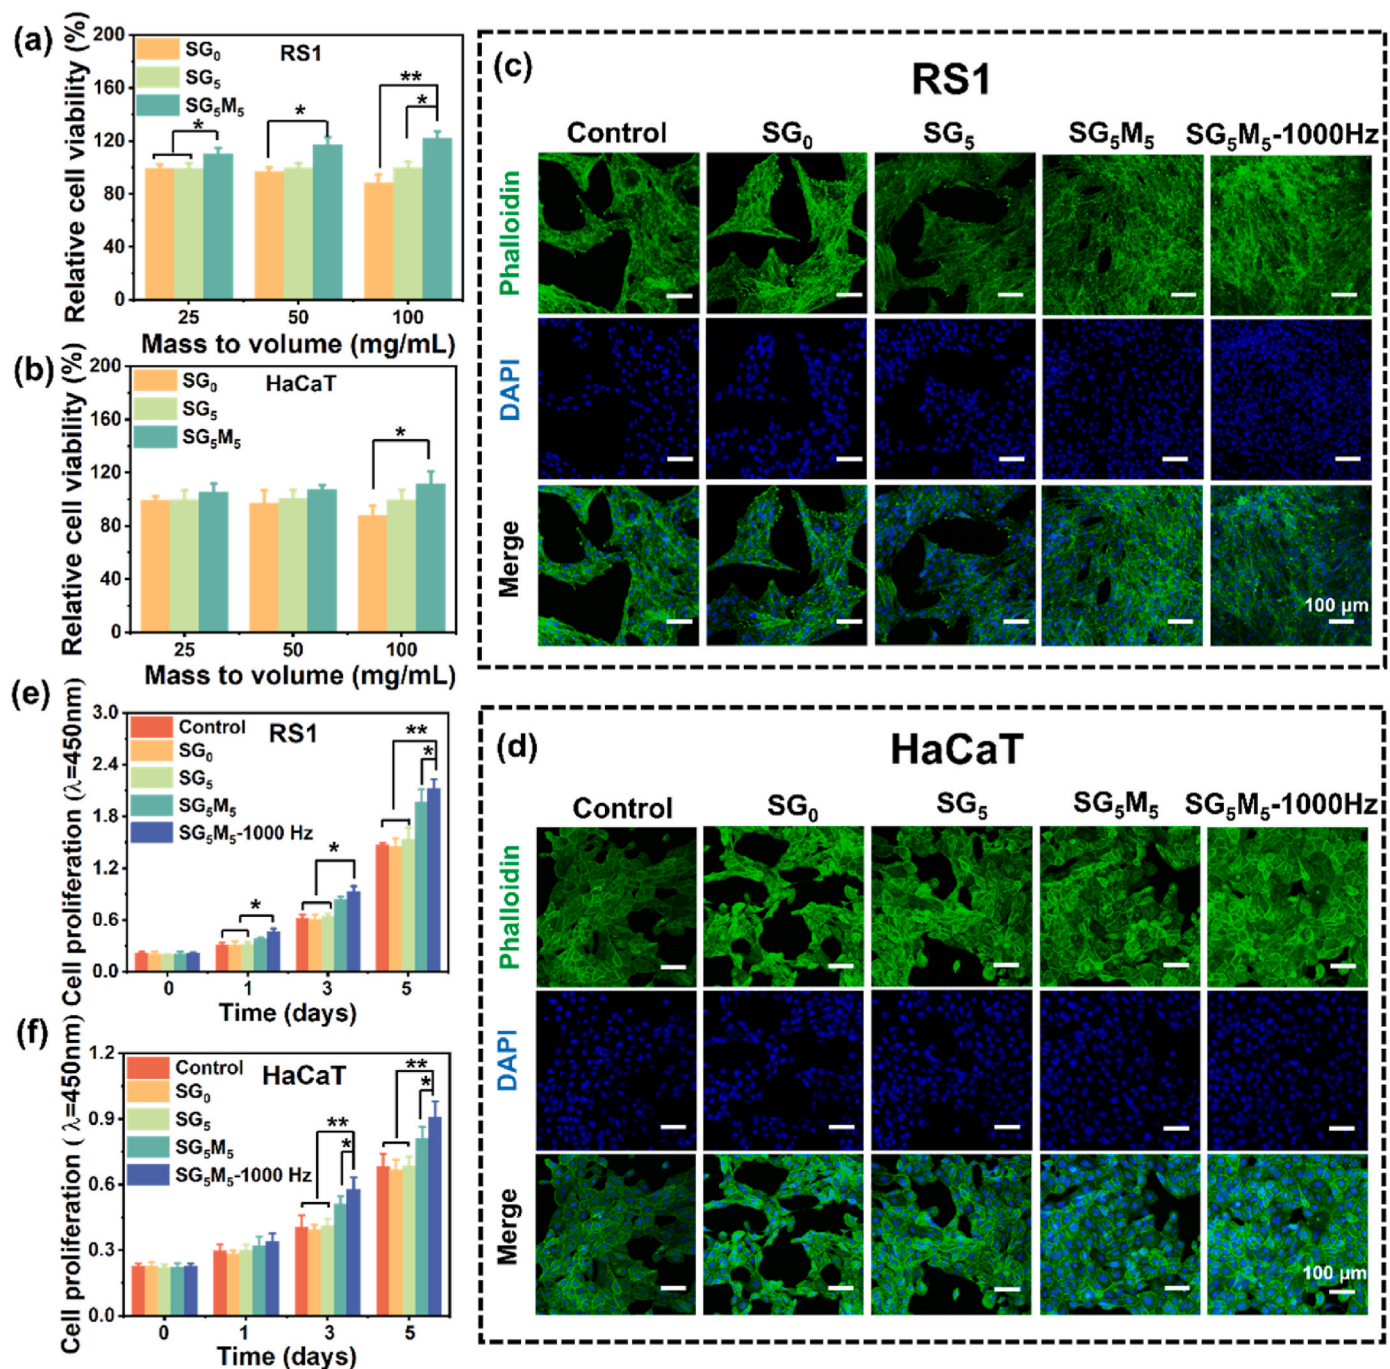 (a)
Relative cell viability (%)
200
160
120
80
40
0
SG₀
SG₅
SG₅M₅
RS1
*
*
**
*
25 50 100
Mass to volume (mg/mL)
(b)
Relative cell viability (%)
200
160
120
80
40
0
SG₀
SG₅
SG₅M₅
HaCaT
*
25 50 100
Mass to volume (mg/mL)
(c)
RS1
Control SG₀ SG₅ SG₅M₅ SG₅M₅-1000Hz
Phalloidin
DAPI
Merge
100 µm
(e)
Cell proliferation (λ=450nm)
3.0
2.4
1.8
1.2
0.6
0.0
Control
SG₀
SG₅
SG₅M₅
SG₅M₅-1000 Hz
RS1
*
*
**
*
0 1 3 5
Time (days)
(d)
HaCaT
Control SG₀ SG₅ SG₅M₅ SG₅M₅-1000Hz
Phalloidin
DAPI
Merge
100 µm
(f)
Cell proliferation ( λ=450nm)
1.2
0.9
0.6
0.3
0.0
Control
SG₀
SG₅
SG₅M₅
SG₅M₅-1000 Hz
HaCaT
**
*
**
*
0 1 3 5
Time (days)